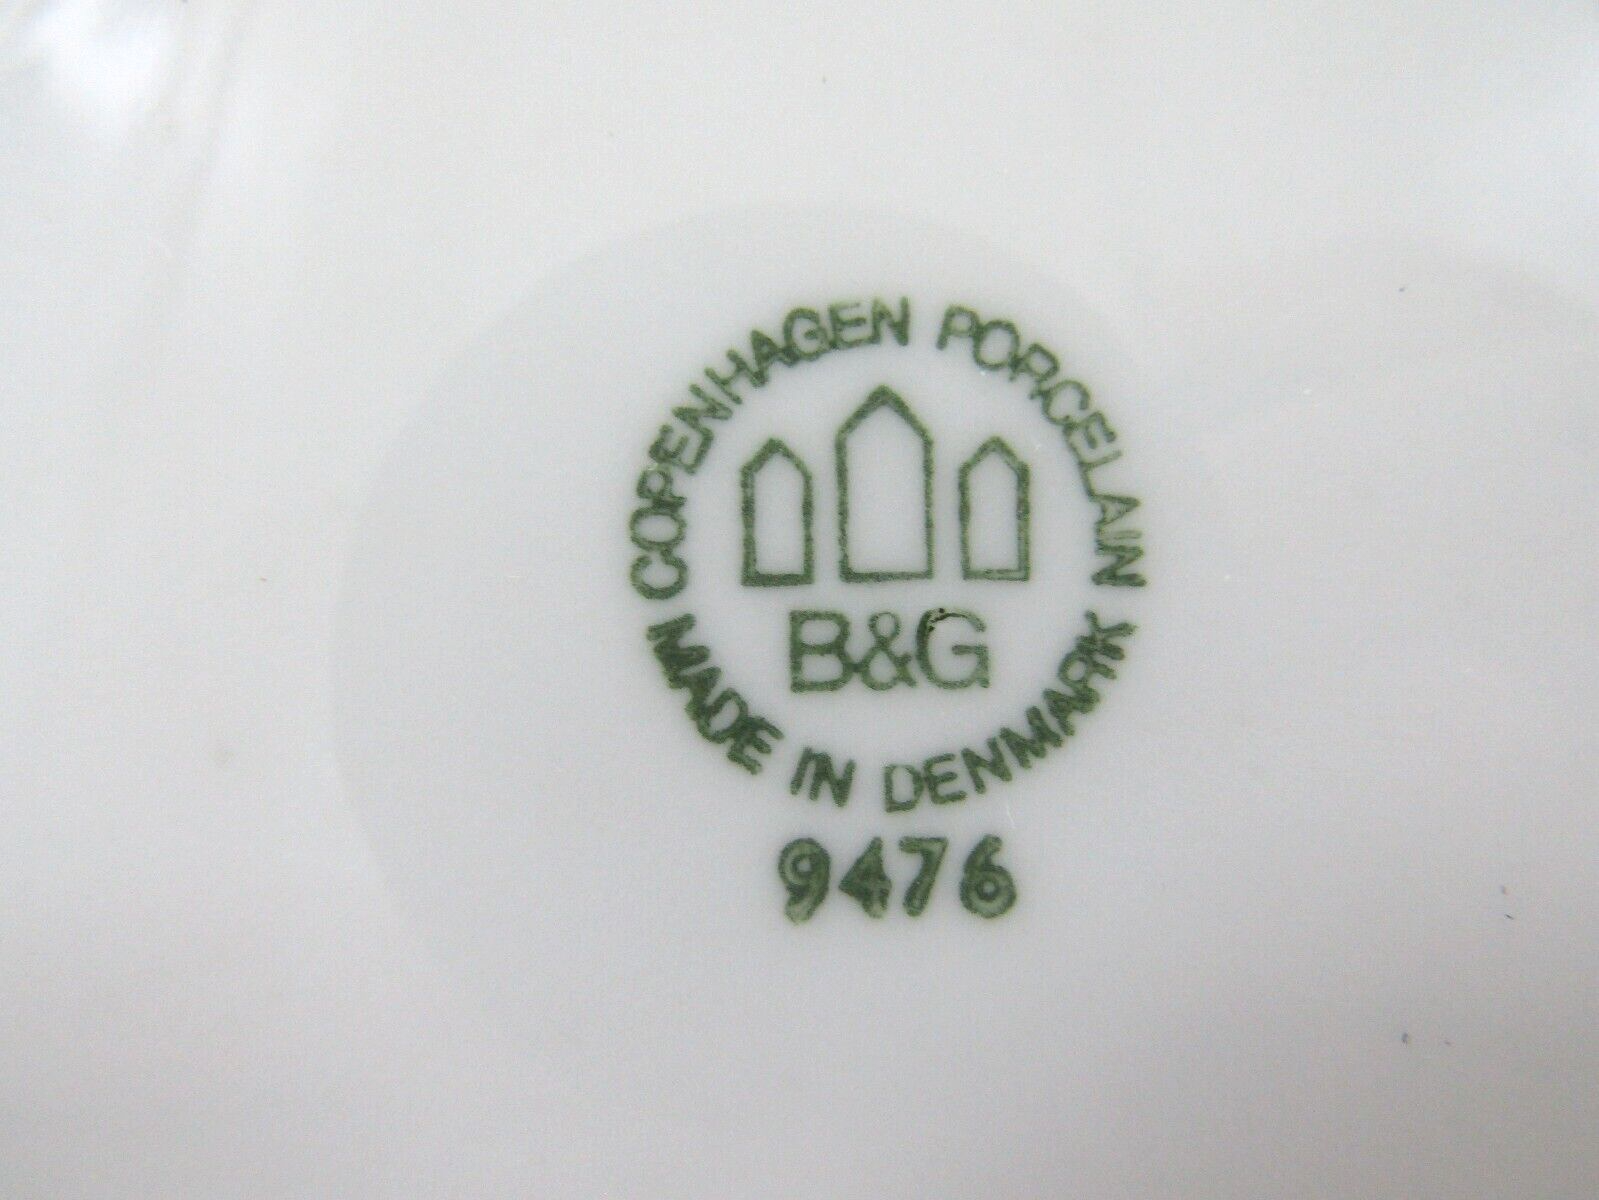 COPENHAGEN PORCELAIN
B&G
MADE IN DENMARK
9476